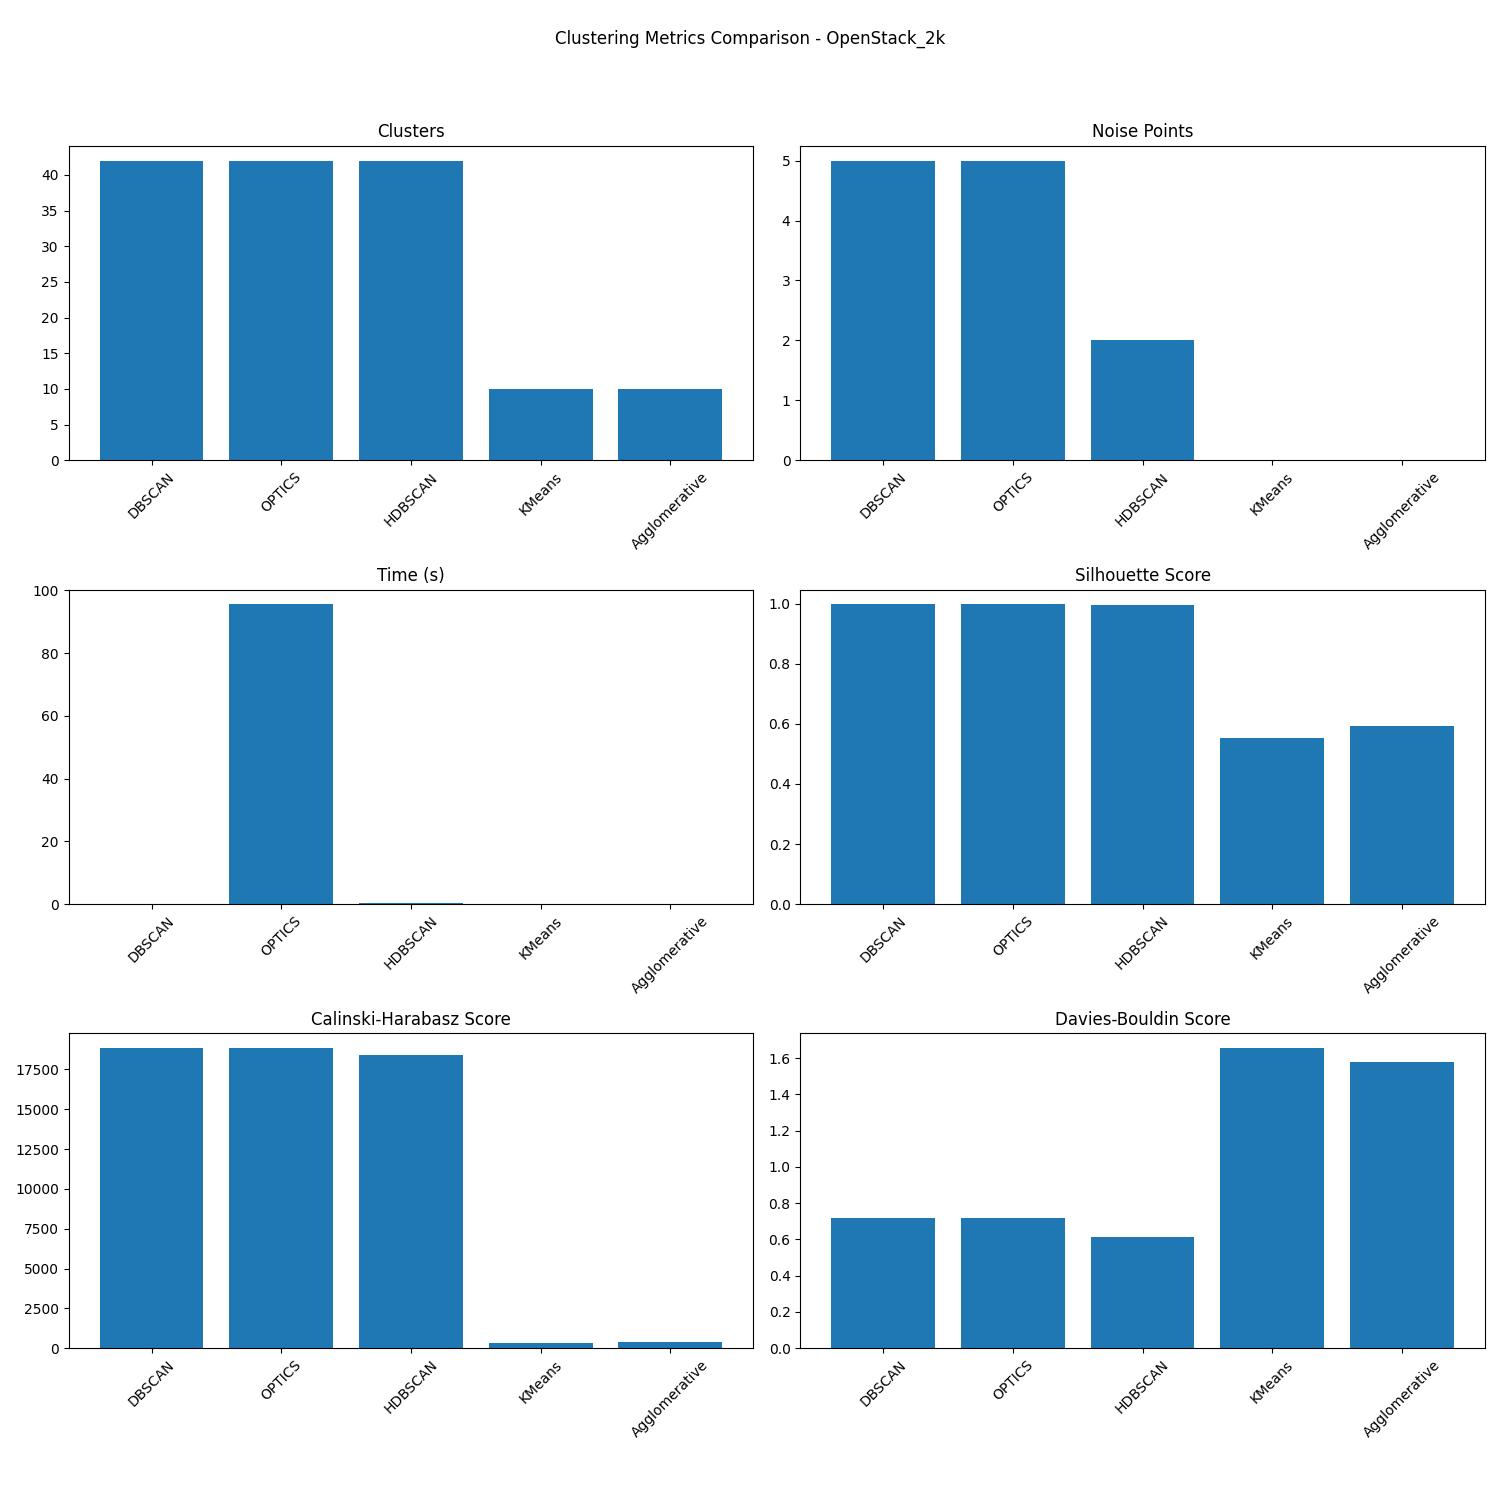 Clustering Metrics Comparison - OpenStack_2k
Clusters
40
35
30
25
20
15
10
5
0
DBSCAN
OPTICS
HDBSCAN
KMeans
Agglomerative
Noise Points
5
4
3
2
1
0
DBSCAN
OPTICS
HDBSCAN
KMeans
Agglomerative
Time (s)
100
80
60
40
20
0
DBSCAN
OPTICS
HDBSCAN
KMeans
Agglomerative
Silhouette Score
1.0
0.8
0.6
0.4
0.2
0.0
DBSCAN
OPTICS
HDBSCAN
KMeans
Agglomerative
Calinski-Harabasz Score
17500
15000
12500
10000
7500
5000
2500
0
DBSCAN
OPTICS
HDBSCAN
KMeans
Agglomerative
Davies-Bouldin Score
1.6
1.4
1.2
1.0
0.8
0.6
0.4
0.2
0.0
DBSCAN
OPTICS
HDBSCAN
KMeans
Agglomerative